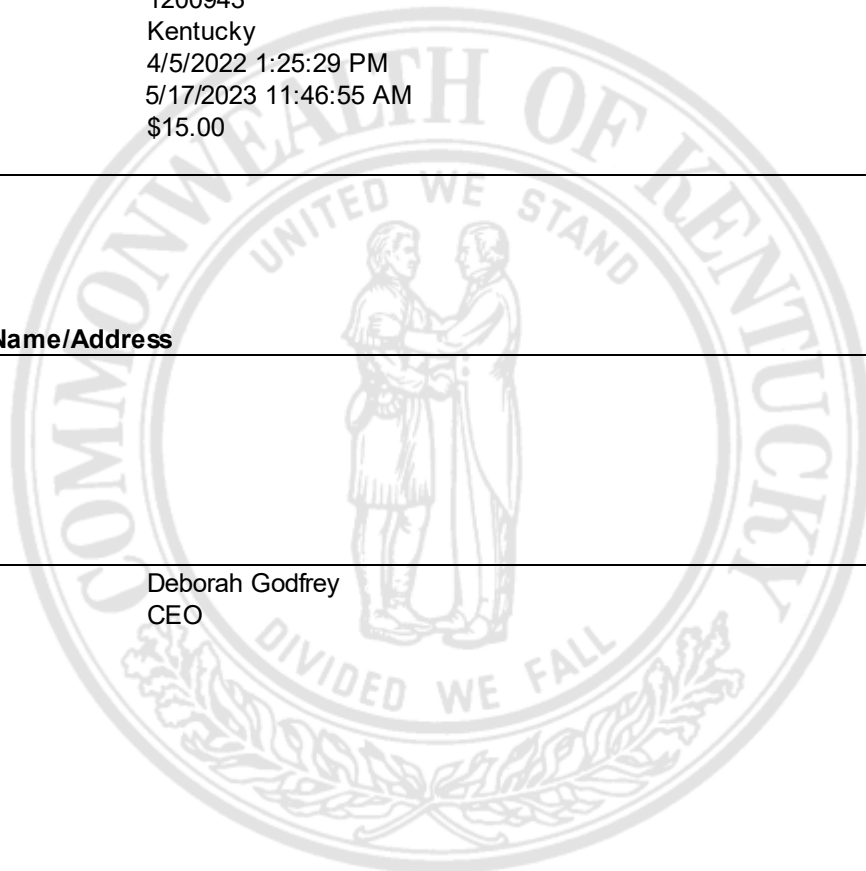 Kentucky
4/5/2022 1:25:29 PM
5/17/2023 11:46:55 AM
$15.00
COMMONWEALTH OF KENTUCKY
UNITED WE STAND
Name/Address
Deborah Godfrey
CEO
DIVIDED WE FALL